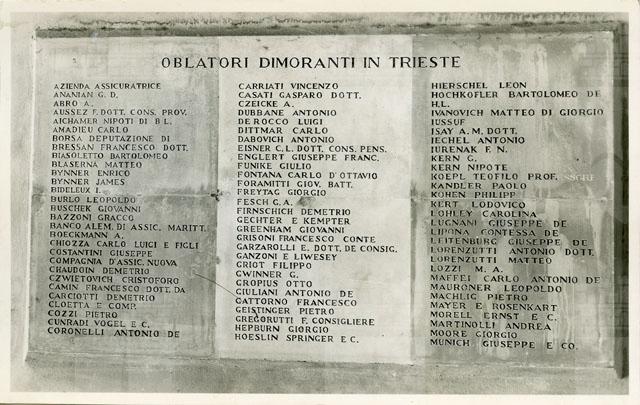 OBLATORI DIMORANTI IN TRIESTE
AZIENDA ASSICURATRICE
ANANIAN G. D.
ABRO A.
AUSSEZ F. DOTT. CONS. PROV.
AICHAMER NIPOTI DI B L.
AMADIEU CARLO
BORSA DEPUTAZIONE DI
BRESSAN FRANCESCO DOTT.
BIASOLETTO BARTOLOMEO
BLASERNA MATTEO
BYNNER ENRICO
BYNNER JAMES
BIDELEUX I.
BURLO LEOPOLDO
BUSCHEK GIOVANNI
BAZZONI GRACCO
BANCO ALEM. DI ASSIC. MARITT.
BOECKMANN A.
CHIOZZA CARLO LUIGI E FIGLI
COSTANTINI GIUSEPPE
COMPAGNIA D'ASSIC. NUOVA
CHAUDOIN DEMETRIO
CZWIETOVICH CRISTOFORO
CAMIN FRANCESCO DOTT. DA
CARCIOTTI DEMETRIO
CLOETTA E COMP.
COZZI PIETRO
CUNRADI VOGEL E C.
CORONELLI ANTONIO DE
CARRIATI VINCENZO
CASATI GASPARO DOTT.
CZEICKE A.
DUBBANE ANTONIO
DE ROCCO LUIGI
DITTMAR CARLO
DABOVICH ANTONIO
EISNER C. L. DOTT. CONS. PENS.
ENGLERT GIUSEPPE FRANC.
FUNIKE GIULIO
FONTANA CARLO D'OTTAVIO
FORAMITTI GIOV. BATT.
FREYTAG GIORGIO
FESCH G. A.
FIRNSCHICH DEMETRIO
GECHTER E KEMPTER
GREENHAM GIOVANNI
GRISONI FRANCESCO CONTE
GARZAROLLI E. DOTT. DE CONSIG.
GANZONI E LIWESEY
GRIOT FILIPPO
GWINNER G.
GROPIUS OTTO
GIULIANI ANTONIO DE
GATTORNO FRANCESCO
GEISTINGER PIETRO
GREGORUTTI F. CONSIGLIERE
HEPBURN GIORGIO
HOESLIN SPRINGER E C.
HIERSCHEL LEON
HOCHKOFLER BARTOLOMEO DE
H.L.
IVANOVICH MATTEO DI GIORGIO
IUSSUF
ISAY A. M. DOTT.
IECHEL ANTONIO
IURENAK F. N.
KERN G.
KERN NIPOTE
KOEPL TEOFILO PROF.
KANDLER PAOLO
KOHEN PHILIPP
KERT LODOVICO
LOHLEY CAROLINA
LUGNANI GIUSEPPE DE
LIPONA CONTESSA DE
LEITENBURG GIUSEPPE DE
LORENZUTTI ANTONIO DOTT.
LORENZUTTI MATTEO
LOZZI M. A.
MAFFEI CARLO ANTONIO DE
MAURONER LEOPOLDO
MACHLIG PIETRO
MAYER E ROSENKART
MORELL ERNST E C.
MARTINOLLI ANDREA
MOORE GIORGIO
MUNICH GIUSEPPE E CO.